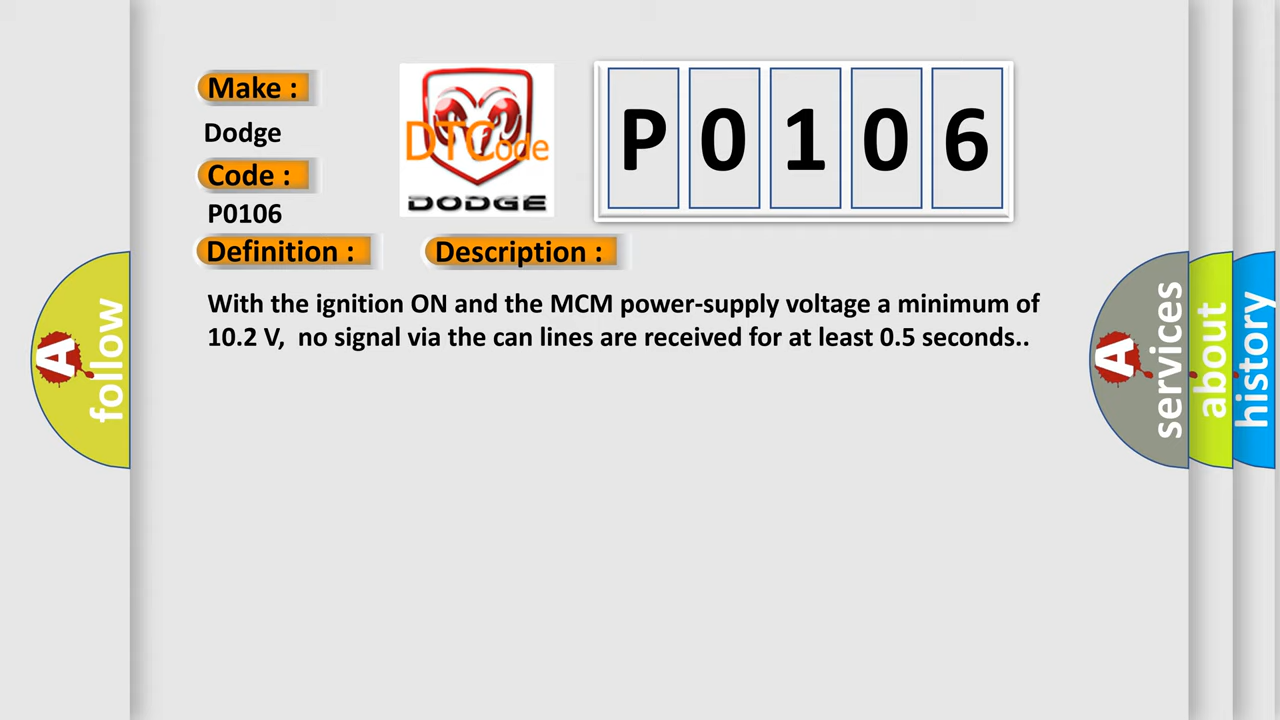 Make :
Dodge
Code :
P0106
Definition :
Description :
With the ignition ON and the MCM power-supply voltage a minimum of
10.2 V,  no signal via the can lines are received for at least 0.5 seconds..
DTCode
DODGE
P0106
A follow
A services
about
history